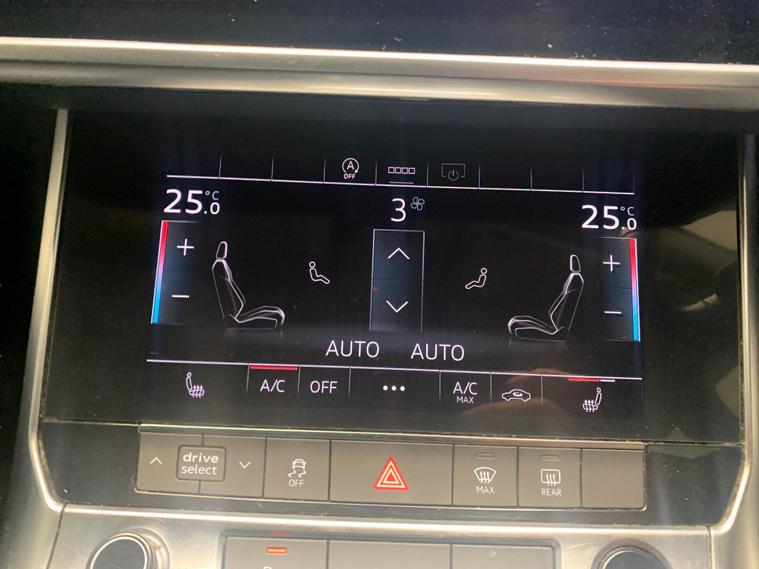 A
OFF
25.0 °C
3
25.0 °C
+
+
−
−
AUTO AUTO
A/C OFF ••• A/C MAX
drive select
OFF
MAX
REAR